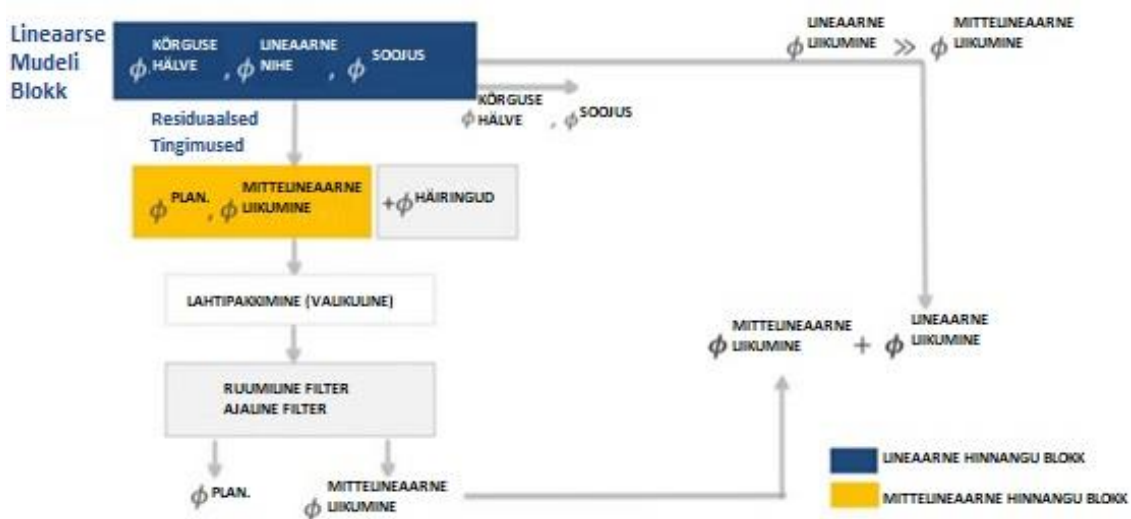 Lineaarse
Mudeli
Blokk
ϕ KÕRGUSE HÄLVE , ϕ LINEAARNE NIHE , ϕ SOOJUS
ϕ LINEAARNE LIIKUMINE ≫ ϕ MITTELINEAARNE LIIKUMINE
ϕ KÕRGUSE HÄLVE , ϕ SOOJUS
Residuaalsed
Tingimused
ϕ PLAN. , ϕ MITTELINEAARNE LIIKUMINE
+ϕ HÄIRINGUD
LAHTIPAKKIMINE (VALIKULINE)
RUUMILINE FILTER
AJALINE FILTER
ϕ PLAN.
ϕ MITTELINEAARNE LIIKUMINE
ϕ MITTELINEAARNE LIIKUMINE + ϕ LINEAARNE LIIKUMINE
LINEAARNE HINNANGU BLOKK
MITTELINEAARNE HINNANGU BLOKK